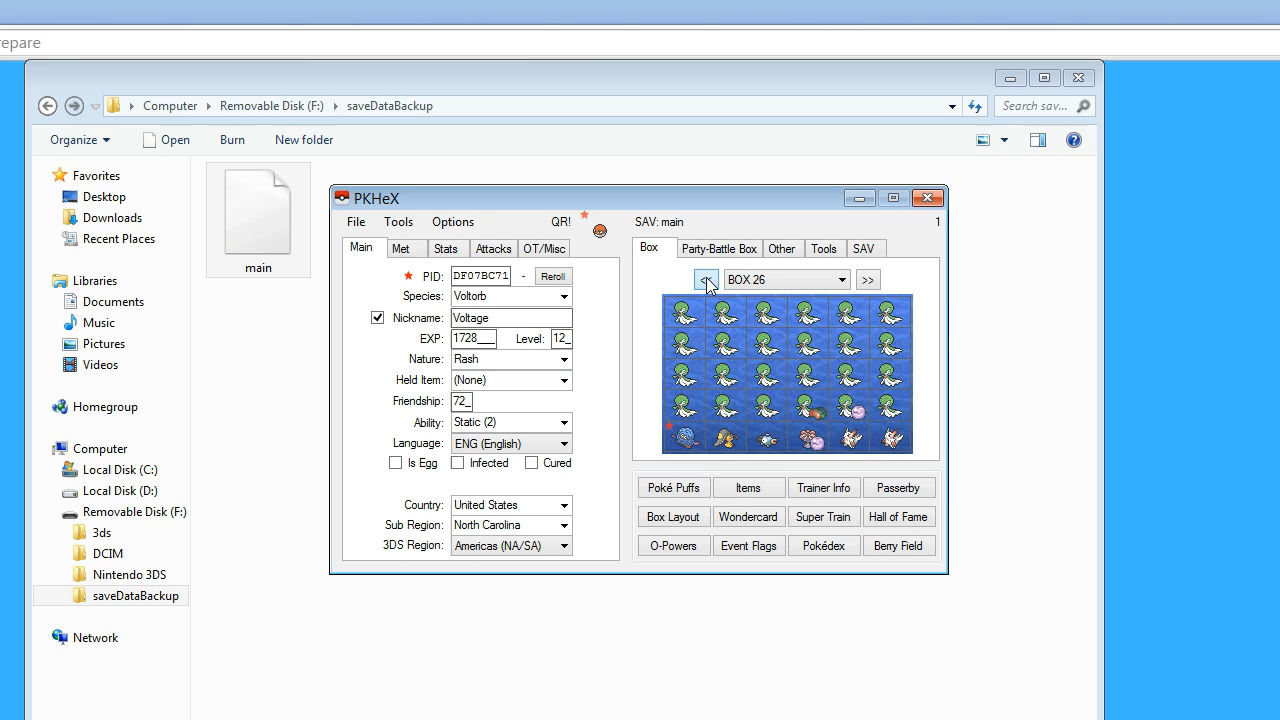 repare
Computer Removable Disk (F:) saveDataBackup Search sav...
Organize Open Burn New folder
Favorites
Desktop
Downloads
Recent Places
Libraries
Documents
Music
Pictures
Videos
Homegroup
Computer
Local Disk (C:)
Local Disk (D:)
Removable Disk (F:)
3ds
DCIM
Nintendo 3DS
saveDataBackup
Network
main
PKHeX
File Tools Options QR! SAV: main 1
Main Met Stats Attacks OT/Misc
PID: DF07BC71 - Reroll
Species: Voltorb
Nickname: Voltage
EXP: 1728___ Level: 12_
Nature: Rash
Held Item: (None)
Friendship: 72_
Ability: Static (2)
Language: ENG (English)
Is Egg Infected Cured
Country: United States
Sub Region: North Carolina
3DS Region: Americas (NA/SA)
Box Party-Battle Box Other Tools SAV
<< BOX 26 >>
Poké Puffs Items Trainer Info Passerby
Box Layout Wondercard Super Train Hall of Fame
O-Powers Event Flags Pokédex Berry Field